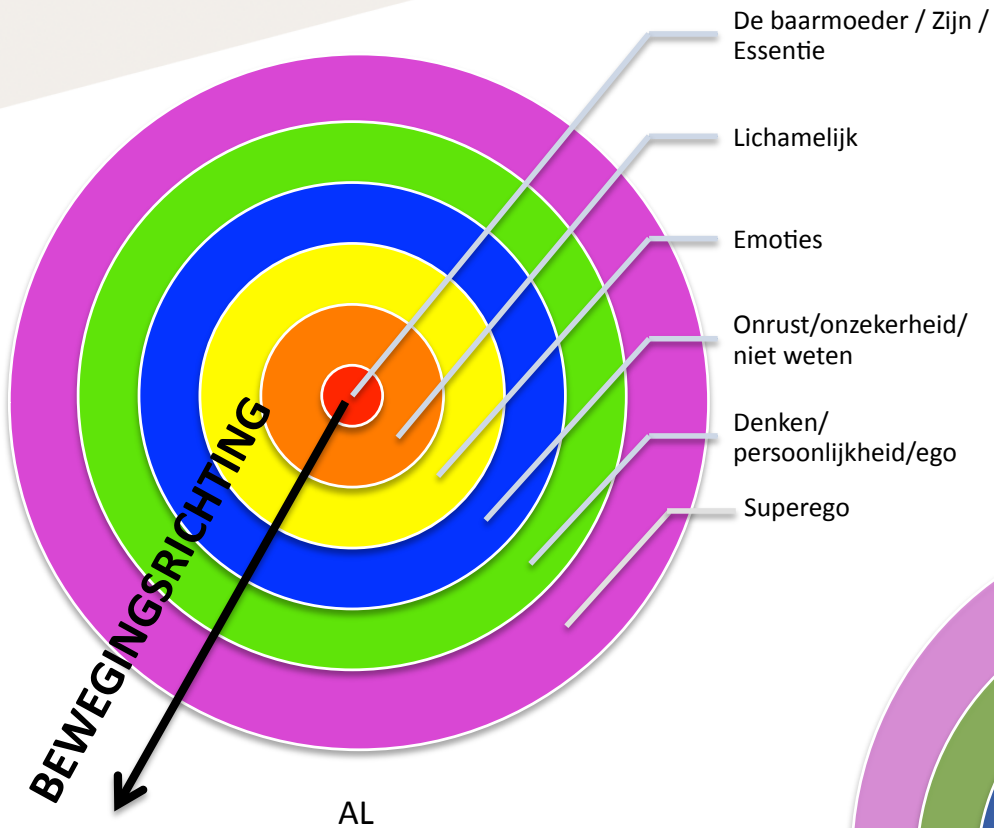 De baarmoeder / Zijn /
Essentie
Lichamelijk
Emoties
Onrust/onzekerheid/
niet weten
Denken/
persoonlijkheid/ego
Superego
BEWEGINGSRICHTING
AL